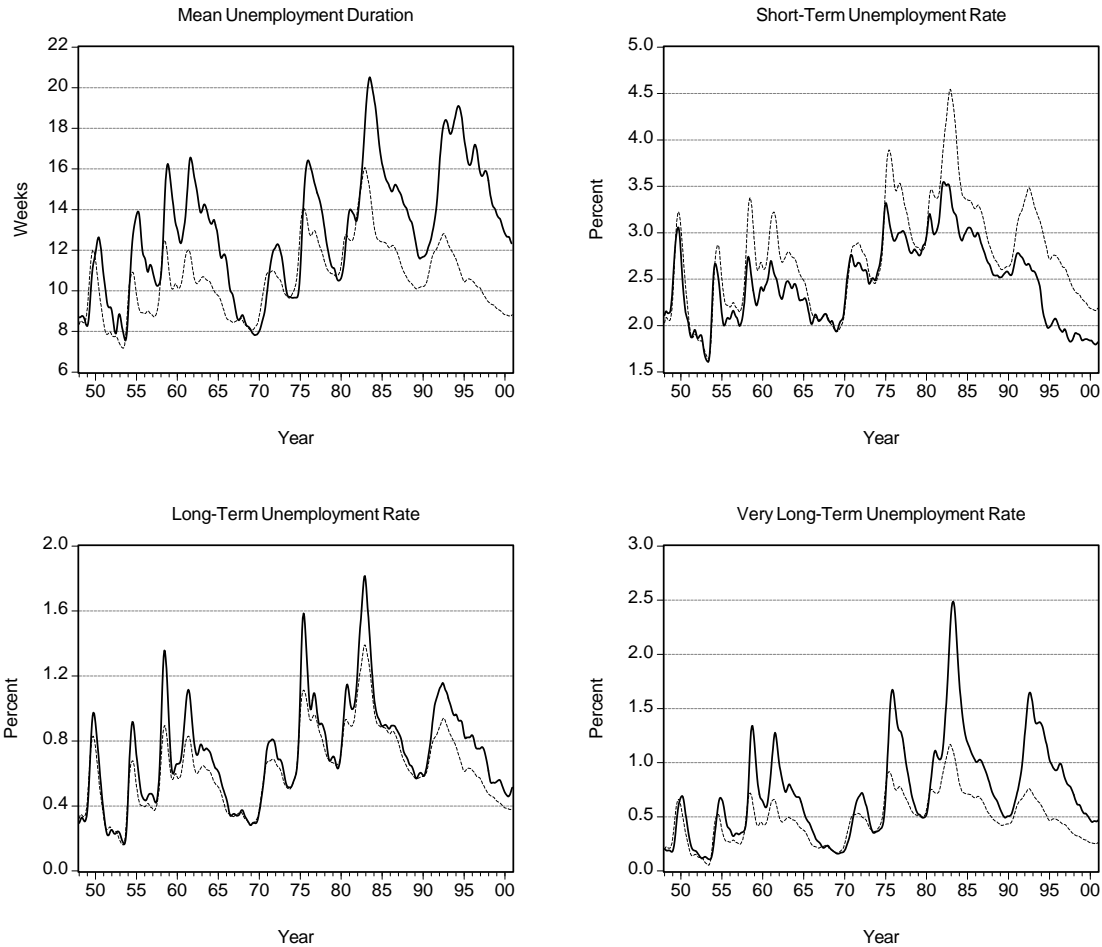 Mean Unemployment Duration
22
20
18
16
14
12
10
8
6
Weeks
50 55 60 65 70 75 80 85 90 95 00
Year
Short-Term Unemployment Rate
5.0
4.5
4.0
3.5
3.0
2.5
2.0
1.5
Percent
50 55 60 65 70 75 80 85 90 95 00
Year
Long-Term Unemployment Rate
2.0
1.6
1.2
0.8
0.4
0.0
Percent
50 55 60 65 70 75 80 85 90 95 00
Year
Very Long-Term Unemployment Rate
3.0
2.5
2.0
1.5
1.0
0.5
0.0
Percent
50 55 60 65 70 75 80 85 90 95 00
Year